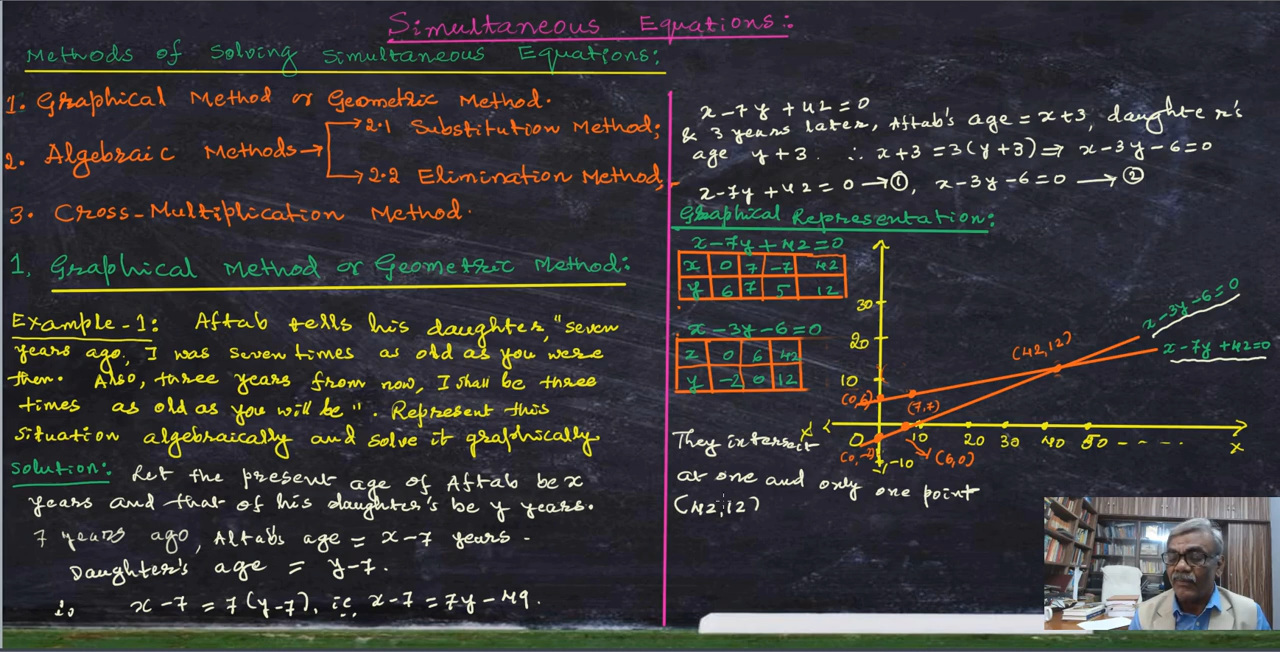 Simultaneous Equations:
Methods of Solving Simultaneous Equations:
1. Graphical Method or Geometric Method.
2. Algebraic Methods → 2.1 Substitution Method;
2.2 Elimination Method,
3. Cross-Multiplication Method.
1. Graphical Method or Geometric Method:
Example-1: Aftab tells his daughter, "seven
years ago, I was seven times as old as you were
then. Also, three years from now, I shall be three
times as old as you will be". Represent this
situation algebraically and solve it graphically
solution: Let the present age of Aftab be x
years and that of his daughter's be y years.
7 years ago, Aftab's age = x-7 years.
Daughter's age = y-7.
x-7 = 7(y-7), ie, x-7 = 7y-49.
x-7y+42=0
& 3 years later, Aftab's age = x+3, daughter's
age y+3. ∴ x+3 = 3(y+3) ⇒ x-3y-6=0
x-7y+42=0 → ①, x-3y-6=0 → ②
Graphical Representation:
x-7y+42=0
x 0 7 -7 42
y 6 7 5 12
x-3y-6=0
x 0 6 42
y -2 0 12
They intersect
at one and only one point
(42,12)
30
20
10
(0,6)
(7,7)
(42,12)
x-3y-6=0
x-7y+42=0
x'
0
10 20 30 40 50 - - - . . .
x
(0,-2)
-10
(6,0)